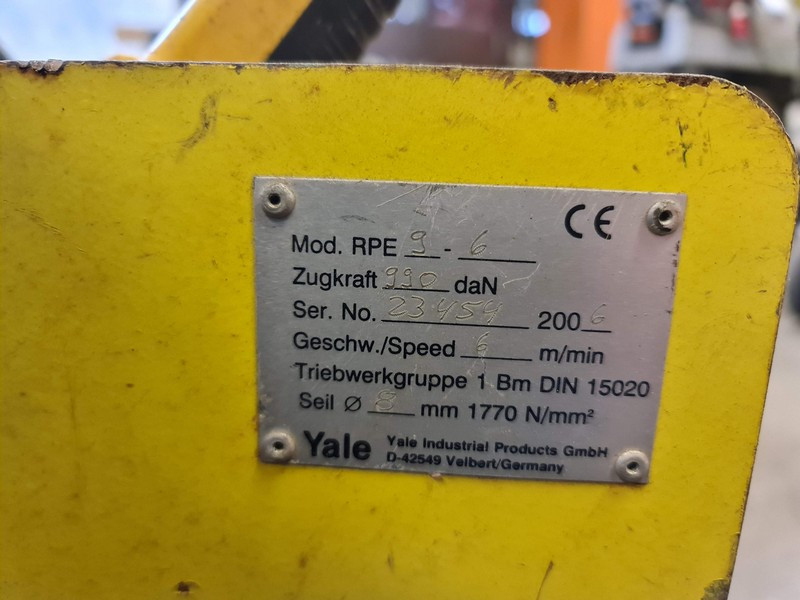 CE
Mod. RPE 9 - 6
Zugkraft 990 daN
Ser. No. 23454 2006
Geschw./Speed 6 m/min
Triebwerkgruppe 1 Bm DIN 15020
Seil Ø 8 mm 1770 N/mm²
Yale Yale Industrial Products GmbH
D-42549 Velbert/Germany